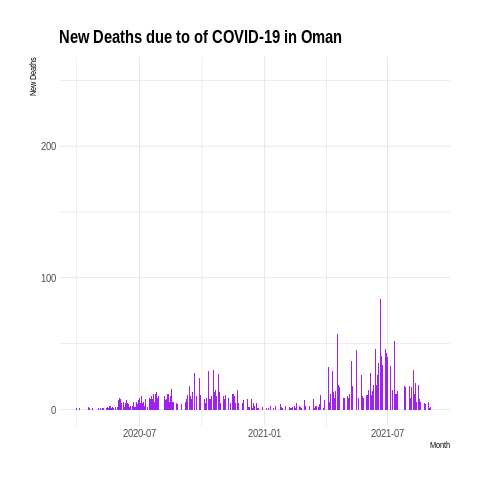 New Deaths due to of COVID-19 in Oman
New Deaths
200
100
0
2020-07 2021-01 2021-07
Month